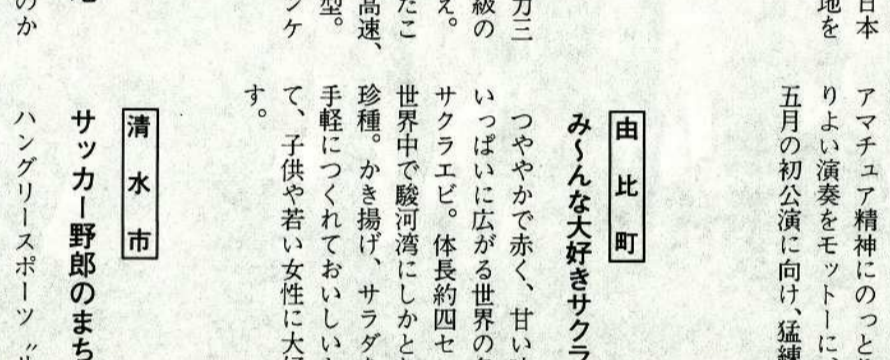 日本
地を
力三
級の
え。
たこ
高速、
型。
ンケ
のか
アマチュア精神にのっと
りよい演奏をモットーに
五月の初公演に向け、猛練
由比町
み〜んな大好きサクラ
つややかで赤く、甘い
いっぱいに広がる世界の
サクラエビ。体長約四セ
世界中で駿河湾にしかと
珍種。かき揚げ、サラダ
手軽につくれておいしい
て、子供や若い女性に大
す。
清水市
サッカー野郎のまち
ハングリースポーツ〝